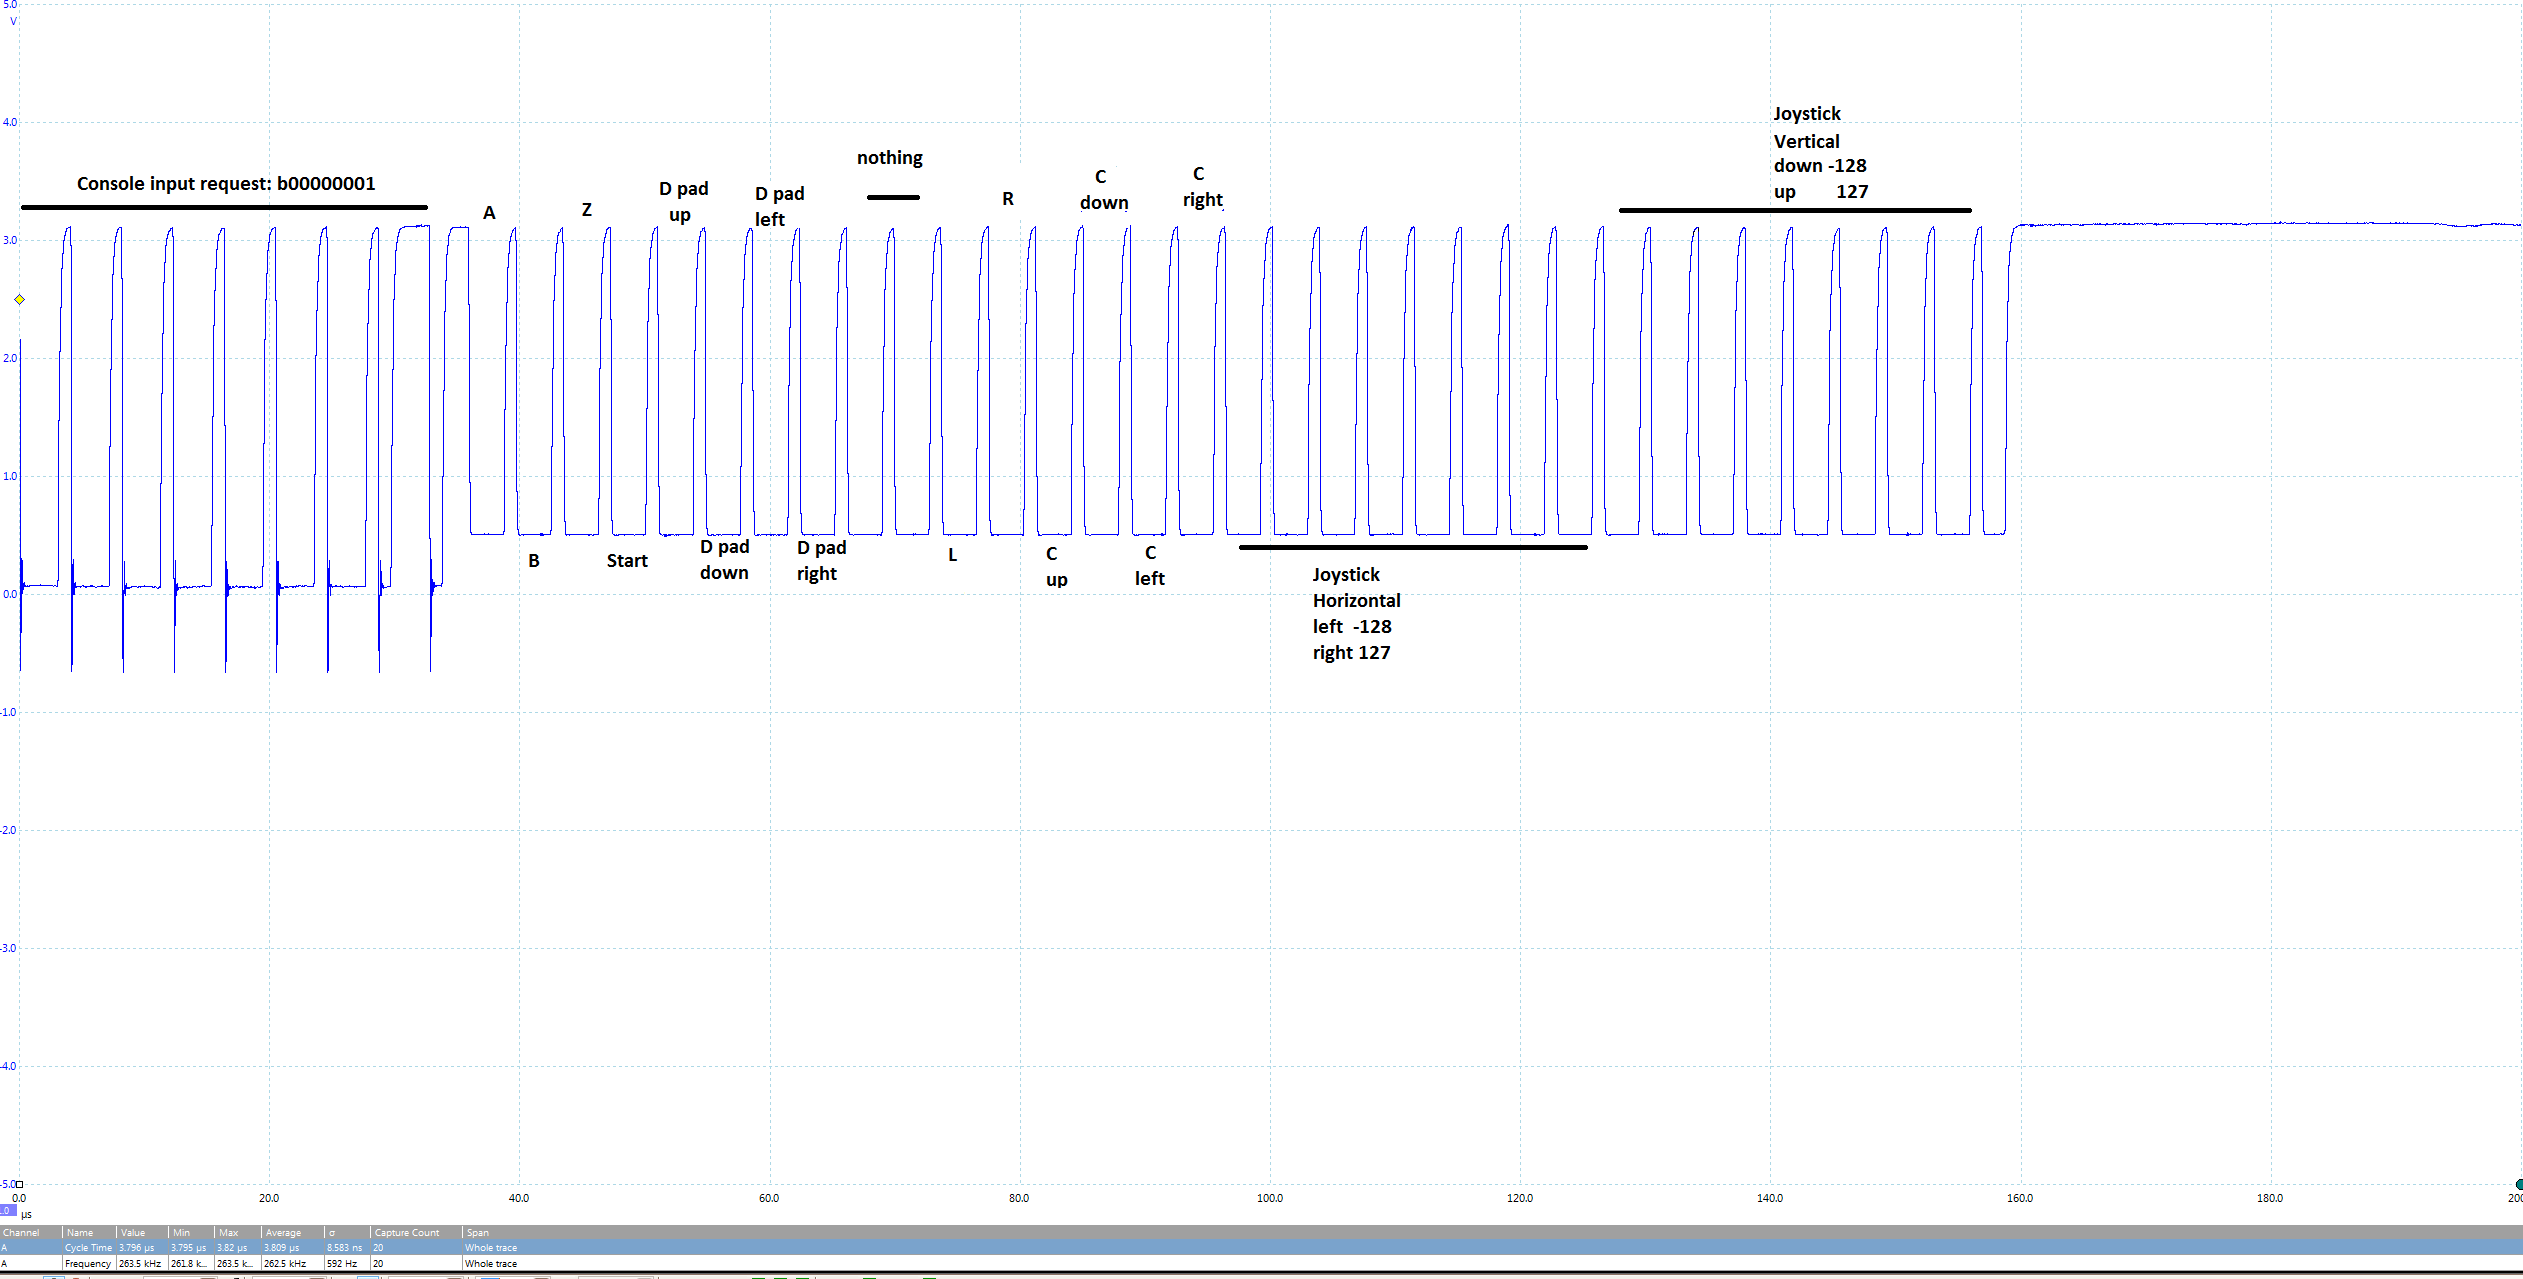 5.0
V
4.0
Joystick
Vertical
down -128
up 127
nothing
Console input request: b00000001
D pad
up
D pad
left
C
down
C
right
A
Z
R
3.0
2.0
1.0
B
Start
D pad
down
D pad
right
L
C
up
C
left
Joystick
Horizontal
left -128
right 127
0.0
-1.0
-2.0
-3.0
-4.0
-5.0
0.0 20.0 40.0 60.0 80.0 100.0 120.0 140.0 160.0 180.0
µs
Channel Name Value Min Max Average σ Capture Count Span
A Cycle Time 3.796 µs 3.795 µs 3.82 µs 3.809 µs 8.583 ns 20 Whole trace
A Frequency 263.5 kHz 261.8 k... 263.5 k... 262.5 kHz 592 Hz 20 Whole trace